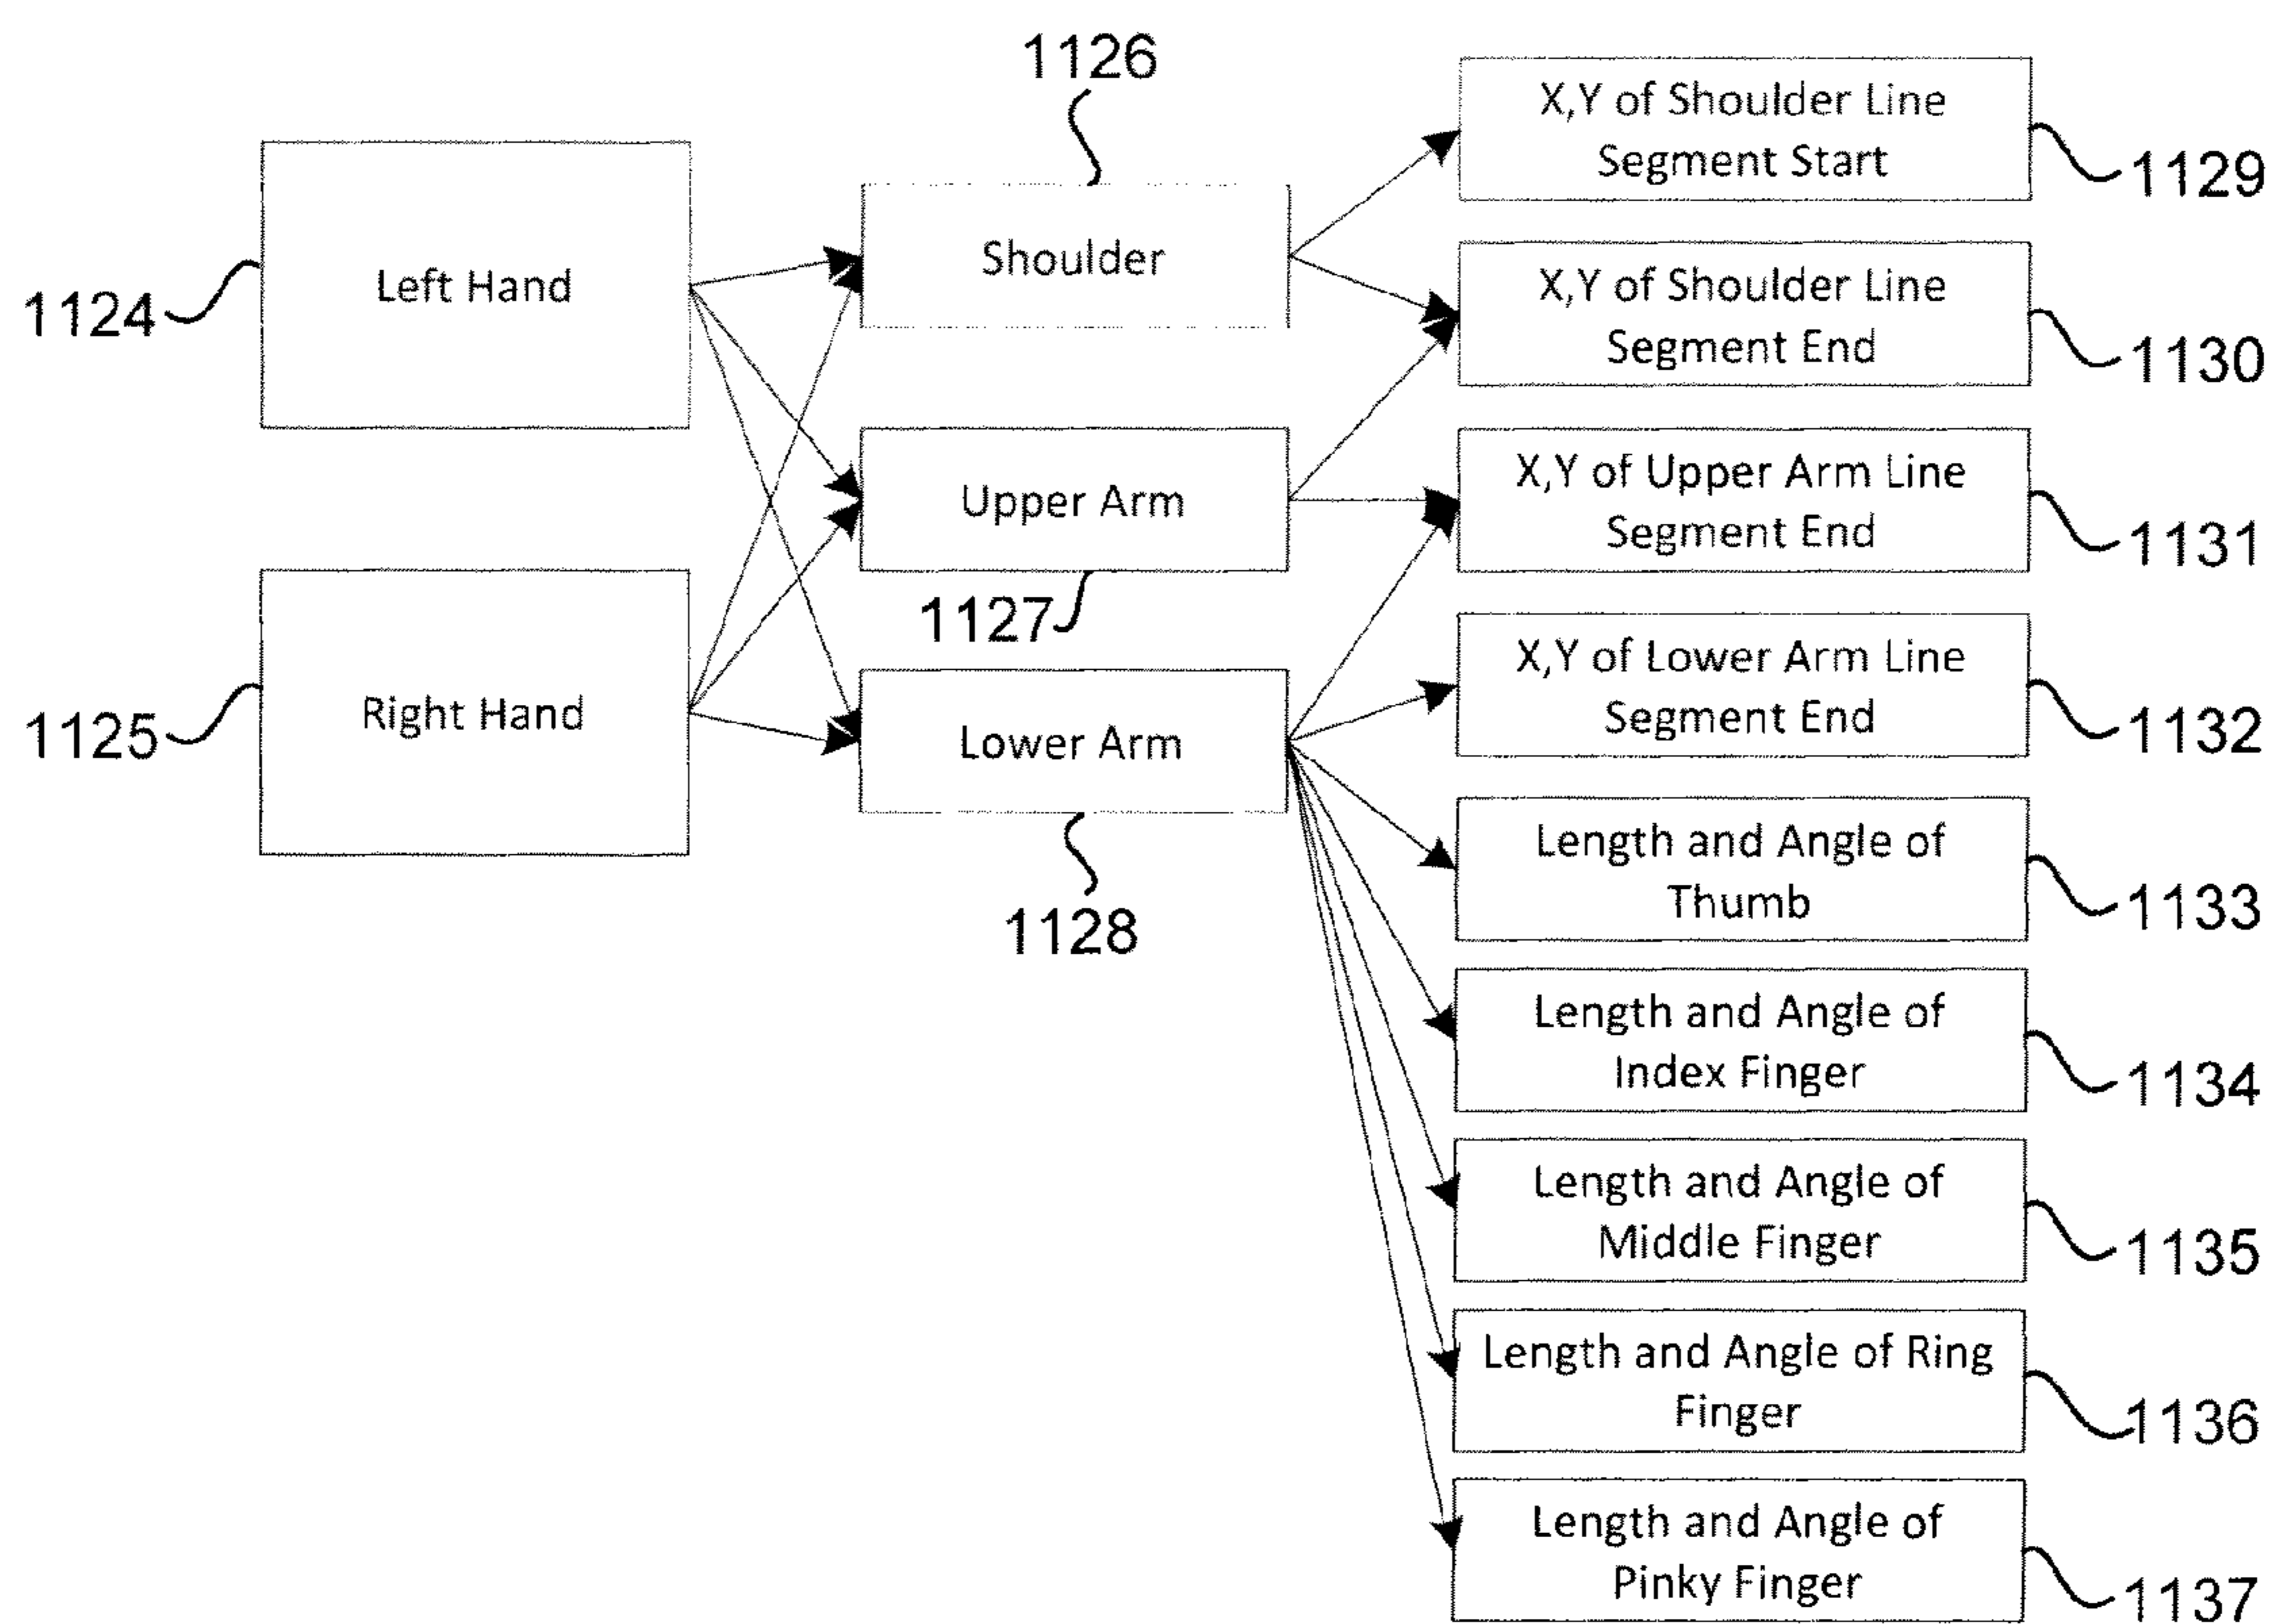 1126
X,Y of Shoulder Line
Segment Start
1129
Left Hand
1124
Shoulder
X,Y of Shoulder Line
Segment End
1130
Upper Arm
1127
X,Y of Upper Arm Line
Segment End
1131
Right Hand
1125
Lower Arm
1128
X,Y of Lower Arm Line
Segment End
1132
Length and Angle of
Thumb
1133
Length and Angle of
Index Finger
1134
Length and Angle of
Middle Finger
1135
Length and Angle of Ring
Finger
1136
Length and Angle of
Pinky Finger
1137